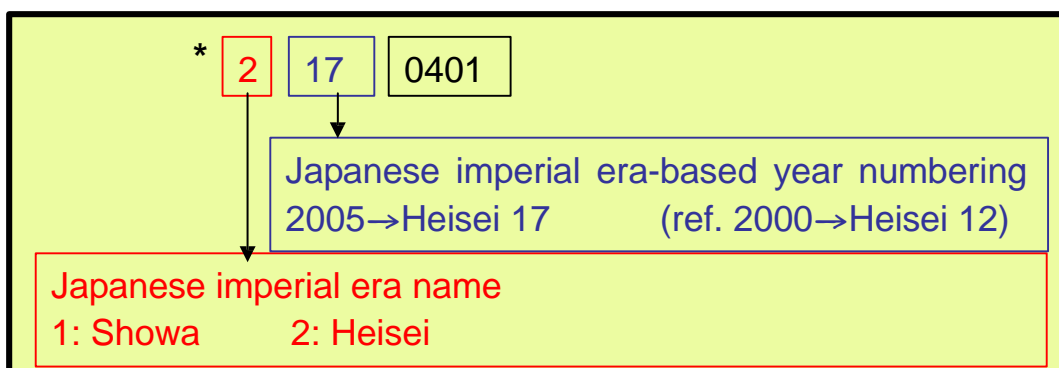 * 2 17 0401
Japanese imperial era-based year numbering
2005→Heisei 17 (ref. 2000→Heisei 12)
Japanese imperial era name
1: Showa 2: Heisei